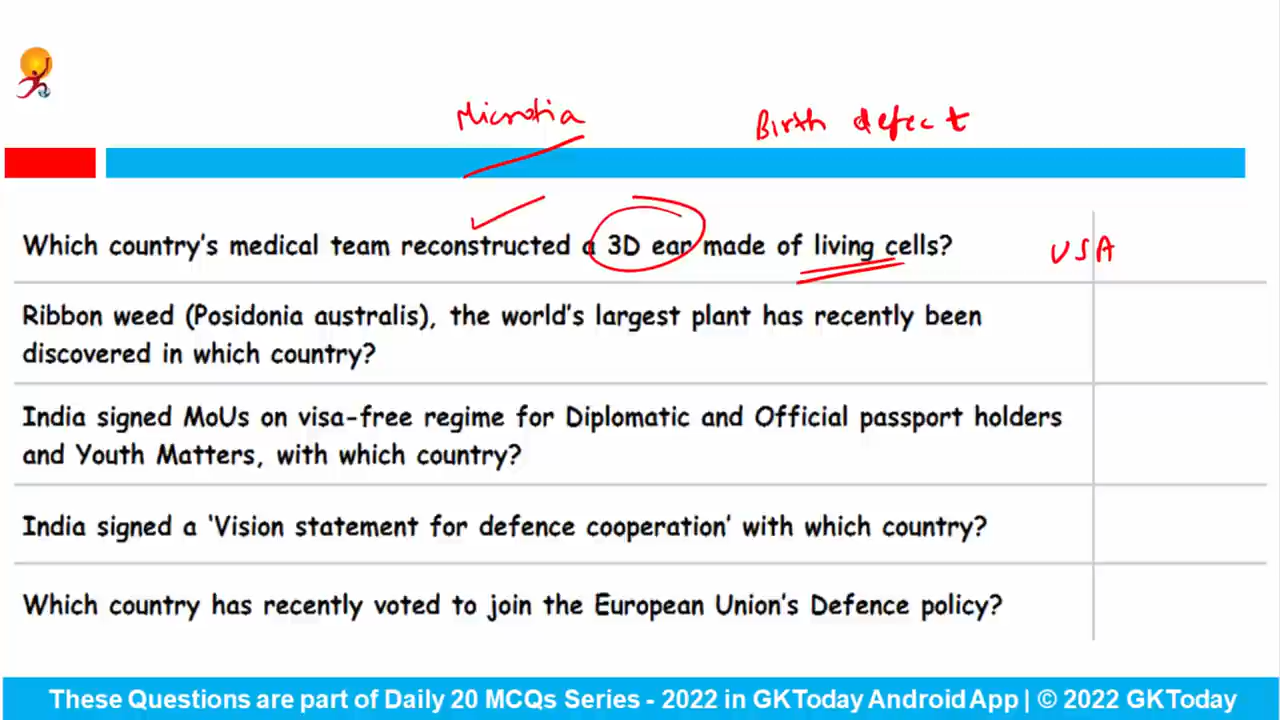 Microtia
Birth defect
Which country's medical team reconstructed a 3D ear made of living cells?
USA
Ribbon weed (Posidonia australis), the world's largest plant has recently been
discovered in which country?
India signed MoUs on visa-free regime for Diplomatic and Official passport holders
and Youth Matters, with which country?
India signed a 'Vision statement for defence cooperation' with which country?
Which country has recently voted to join the European Union's Defence policy?
These Questions are part of Daily 20 MCQs Series - 2022 in GKToday Android App | © 2022 GKToday